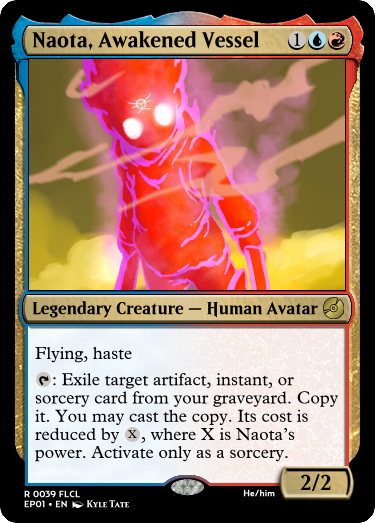 Naota, Awakened Vessel 1
Legendary Creature — Human Avatar
Flying, haste
: Exile target artifact, instant, or
sorcery card from your graveyard. Copy
it. You may cast the copy. Its cost is
reduced by X, where X is Naota’s
power. Activate only as a sorcery.
2/2
R 0039 FLCL He/him
EP01 • EN Kyle Tate